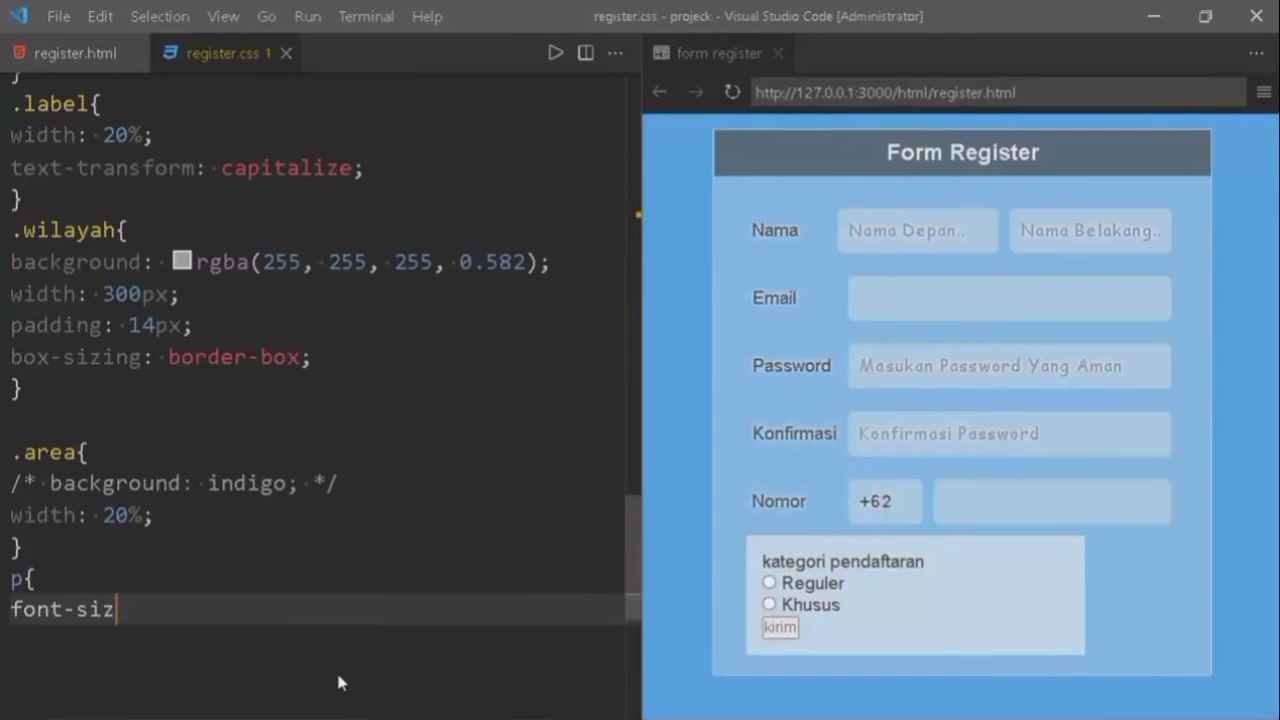 File Edit Selection View Go Run Terminal Help
register.css - projeck - Visual Studio Code [Administrator]
register.html
register.css 1
form register
http://127.0.0.1:3000/html/register.html
}
.label{
width: 20%;
text-transform: capitalize;
}
.wilayah{
background: rgba(255, 255, 255, 0.582);
width: 300px;
padding: 14px;
box-sizing: border-box;
}
.area{
/* background: indigo; */
width: 20%;
}
p{
font-siz
Form Register
Nama Nama Depan.. Nama Belakang..
Email
Password Masukan Password Yang Aman
Konfirmasi Konfirmasi Password
Nomor +62
kategori pendaftaran
Reguler
Khusus
kirim